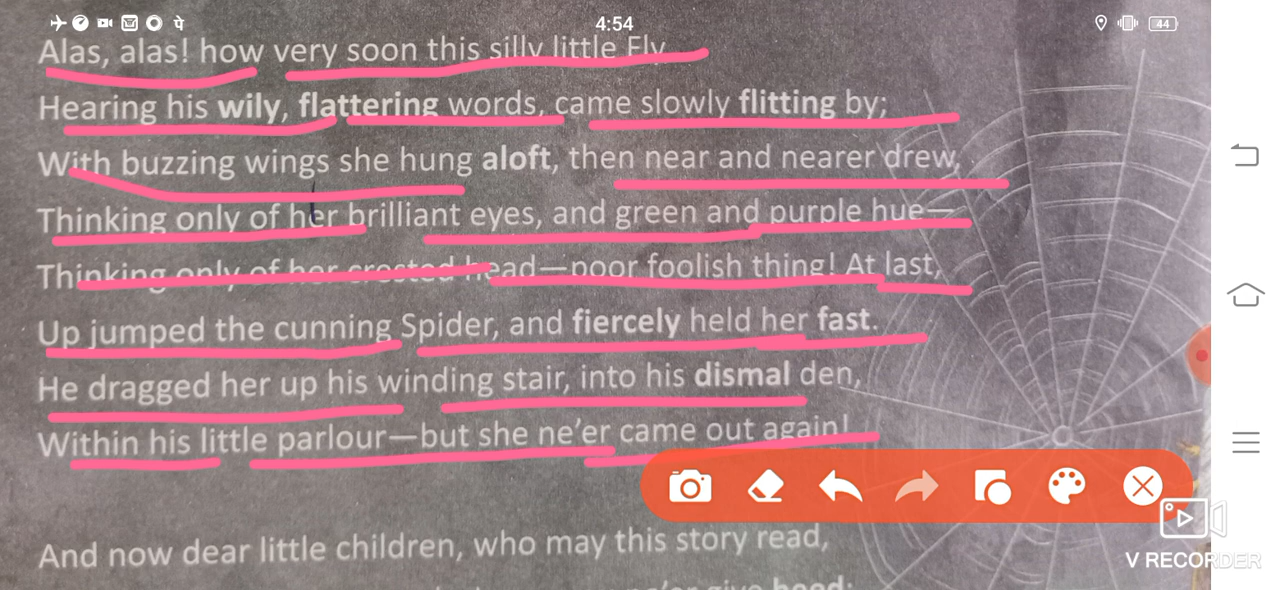 4:54
44
Alas, alas! how very soon this silly little Fly,
Hearing his wily, flattering words, came slowly flitting by;
With buzzing wings she hung aloft, then near and nearer drew,
Thinking only of her brilliant eyes, and green and purple hue—
Thinking only of her crested head—poor foolish thing! At last,
Up jumped the cunning Spider, and fiercely held her fast.
He dragged her up his winding stair, into his dismal den,
Within his little parlour—but she ne'er came out again!
And now dear little children, who may this story read,
give heed:
V RECORDER